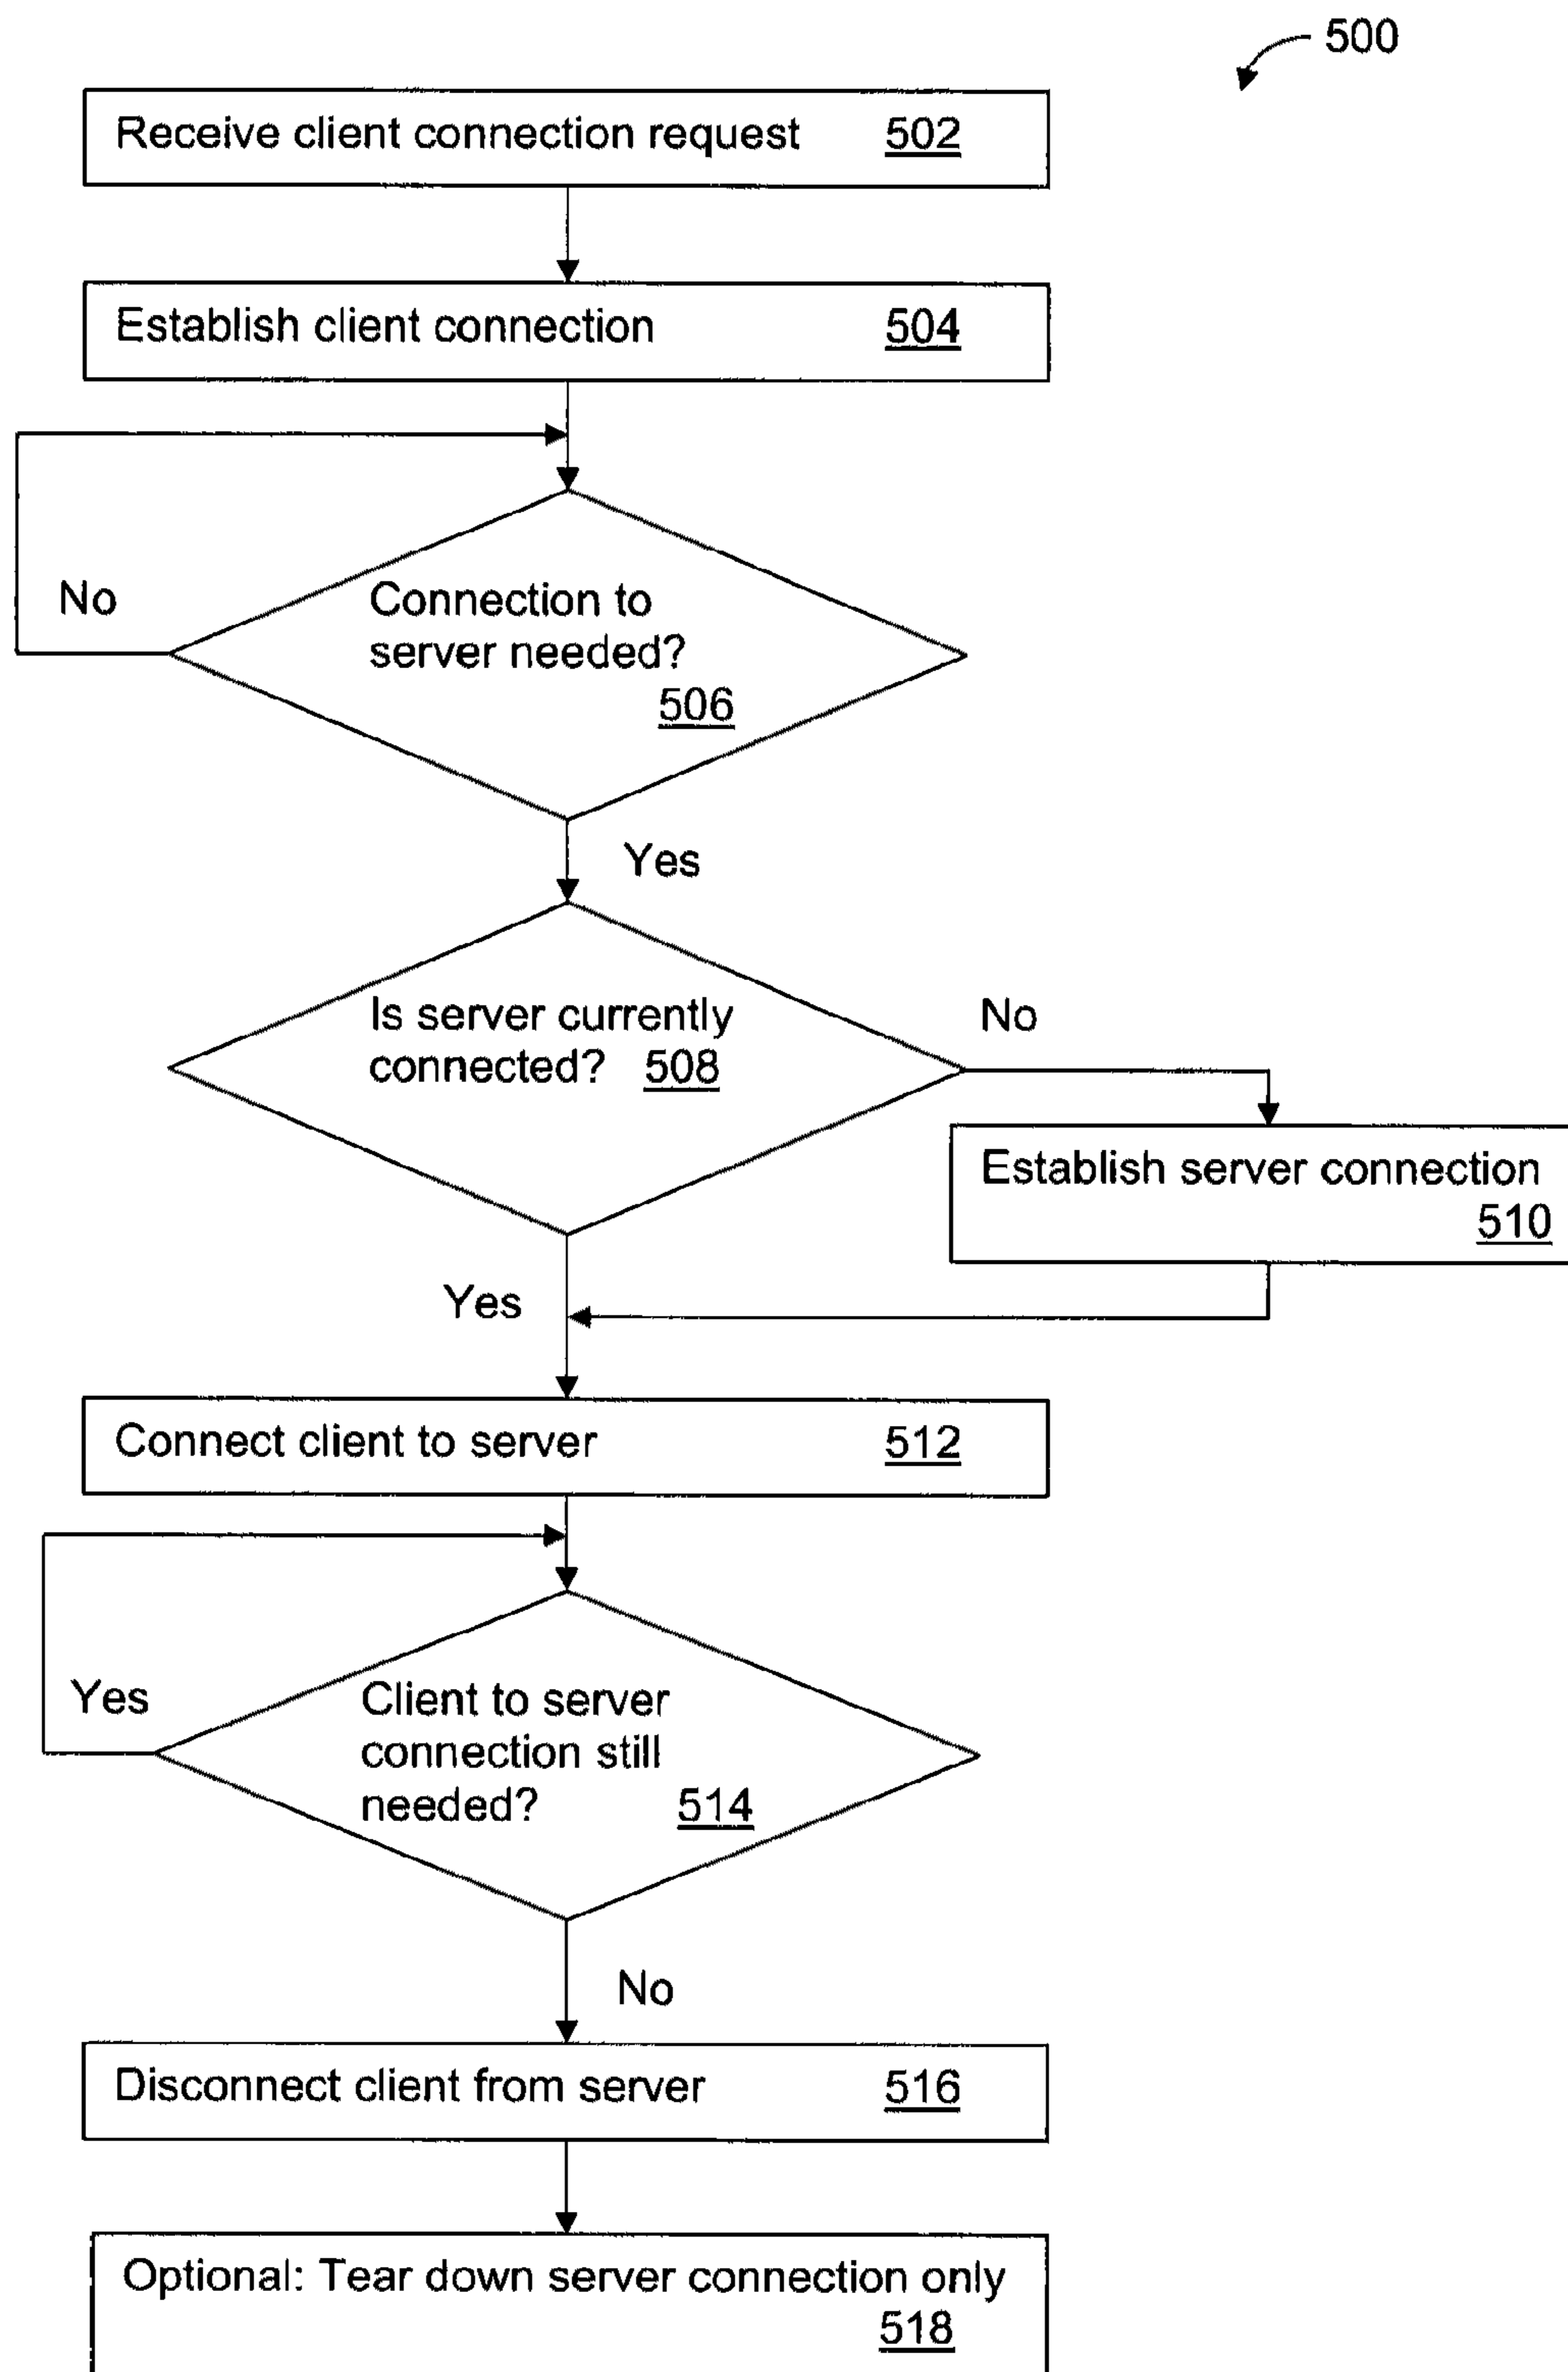 500
Receive client connection request 502
Establish client connection 504
No
Connection to
server needed?
506
Yes
Is server currently
connected? 508
No
Establish server connection
510
Yes
Connect client to server 512
Yes
Client to server
connection still
needed? 514
No
Disconnect client from server 516
Optional: Tear down server connection only
518